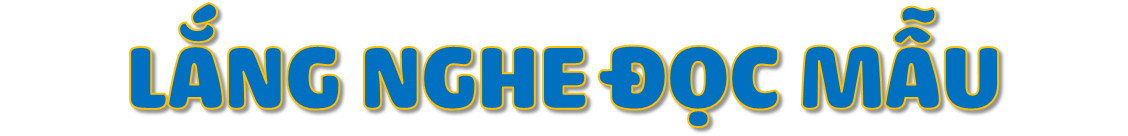 LẮNG NGHE ĐỌC MẪU